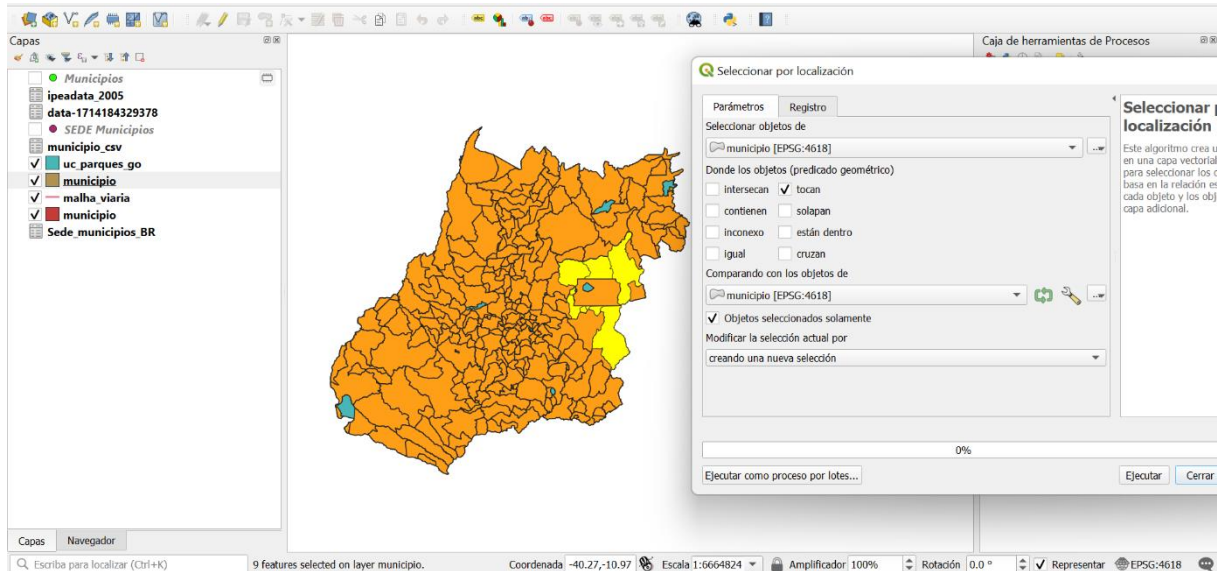 Capas
Municipios
ipeadata_2005
data-1714184329378
SEDE Municipios
municipio_csv
uc_parques_go
municipio
malha_viaria
municipio
Sede_municipios_BR
Capas
Navegador
Caja de herramientas de Procesos
Seleccionar por localización
Parámetros
Registro
Seleccionar objetos de
municipio [EPSG:4618]
Donde los objetos (predicado geométrico)
intersecan
tocan
contienen
solapan
inconexo
están dentro
igual
cruzan
Comparando con los objetos de
municipio [EPSG:4618]
Objetos seleccionados solamente
Modificar la selección actual por
creando una nueva selección
0%
Ejecutar como proceso por lotes...
Ejecutar
Cerrar
Seleccionar p
localización
Este algoritmo crea u
en una capa vectorial
para seleccionar los o
basa en la relación es
cada objeto y los obj
capa adicional.
Escriba para localizar (Ctrl+K)
9 features selected on layer municipio.
Coordenada -40.27,-10.97
Escala 1:6664824
Amplificador 100%
Rotación 0.0 °
Representar
EPSG:4618